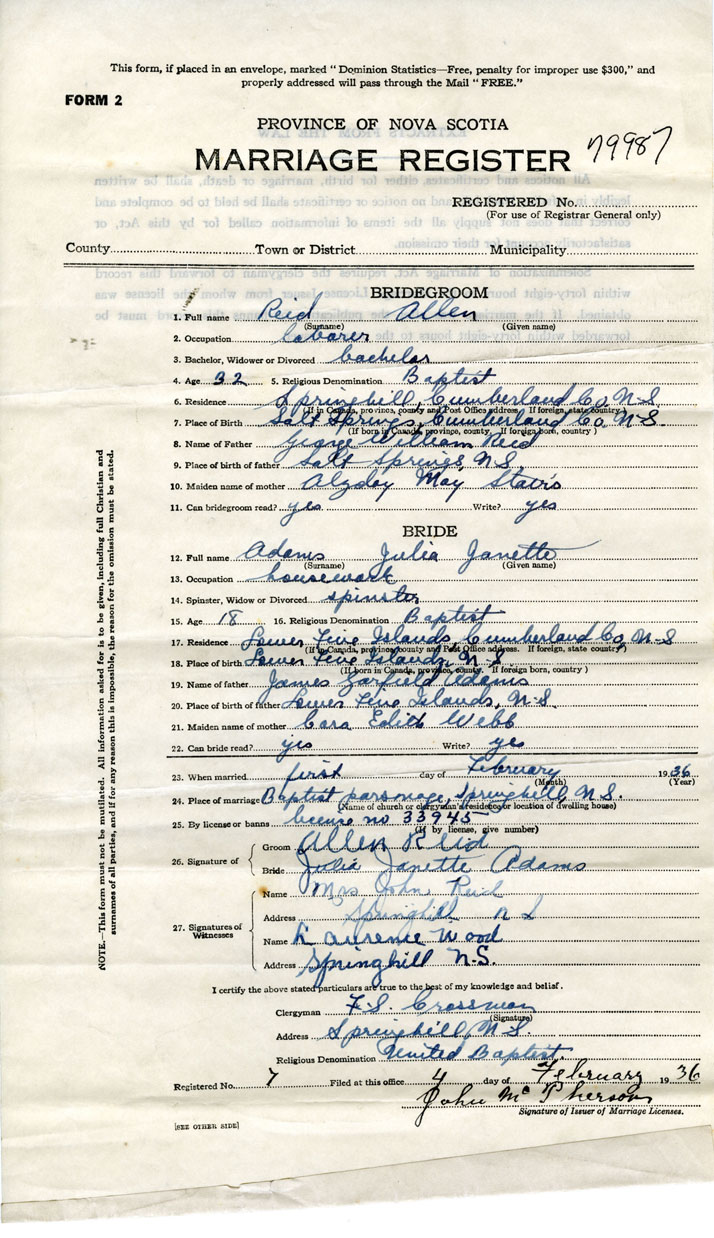 This form, if placed in an envelope, marked "Dominion Statistics—Free, penalty for improper use $300," and
properly addressed will pass through the Mail "FREE."
FORM 2
PROVINCE OF NOVA SCOTIA
MARRIAGE REGISTER 79987
REGISTERED No.
(For use of Registrar General only)
County Town or District Municipality
BRIDEGROOM
1. Full name Reid Allen
(Surname) (Given name)
2. Occupation laborer
3. Bachelor, Widower or Divorced bachelor
4. Age 32 5. Religious Denomination Baptist
6. Residence Springhill, Cumberland Co, N-S
(If in Canada, province, county and Post Office address. If foreign, state country)
7. Place of Birth Salt Springs, Cumberland Co, N-S.
(If born in Canada, province, county. If foreign born, country)
8. Name of Father George William Reid
9. Place of birth of father Salt Springs, N.S.
10. Maiden name of mother May
11. Can bridegroom read? yes Write? yes
BRIDE
12. Full name Adams Julia Janette
(Surname) (Given name)
13. Occupation housework
14. Spinster, Widow or Divorced spinster
15. Age 18 16. Religious Denomination Baptist
17. Residence Lower Five Islands, Cumberland Co, N-S
(If in Canada, province, county and Post Office address. If foreign, state country)
18. Place of birth Lower Five Islands, N-S
(If born in Canada, province, county. If foreign born, country)
19. Name of father James Garfield Adams
20. Place of birth of father Lower Five Islands, N-S.
21. Maiden name of mother Cora Edith Webb
22. Can bride read? yes Write? yes
23. When married first day of February 1936
(Month) (Year)
24. Place of marriage Baptist parsonage, Springhill, N.S.
(Name of church or clergyman's residence or location of dwelling house)
25. By license or banns license no 33945
(If by license, give number)
26. Signature of
Groom Allen Reid
Bride Julia Janette Adams
27. Signatures of Witnesses
Name Mrs John Reid
Address Springhill N S
Name Laurence Wood
Address Springhill N-S.
I certify the above stated particulars are true to the best of my knowledge and belief.
Clergyman F. S. Crossman
(Signature)
Address Springhill, N-S.
Religious Denomination United Baptist
Registered No. 7 Filed at this office 4 day of February 1936
John McPherson
Signature of Issuer of Marriage Licenses.
[SEE OTHER SIDE]
NOTE.—This form must not be mutilated. All information asked for is to be given, including full Christian and
surnames of all parties, and if for any reason this is impossible, the reason for the omission must be stated.